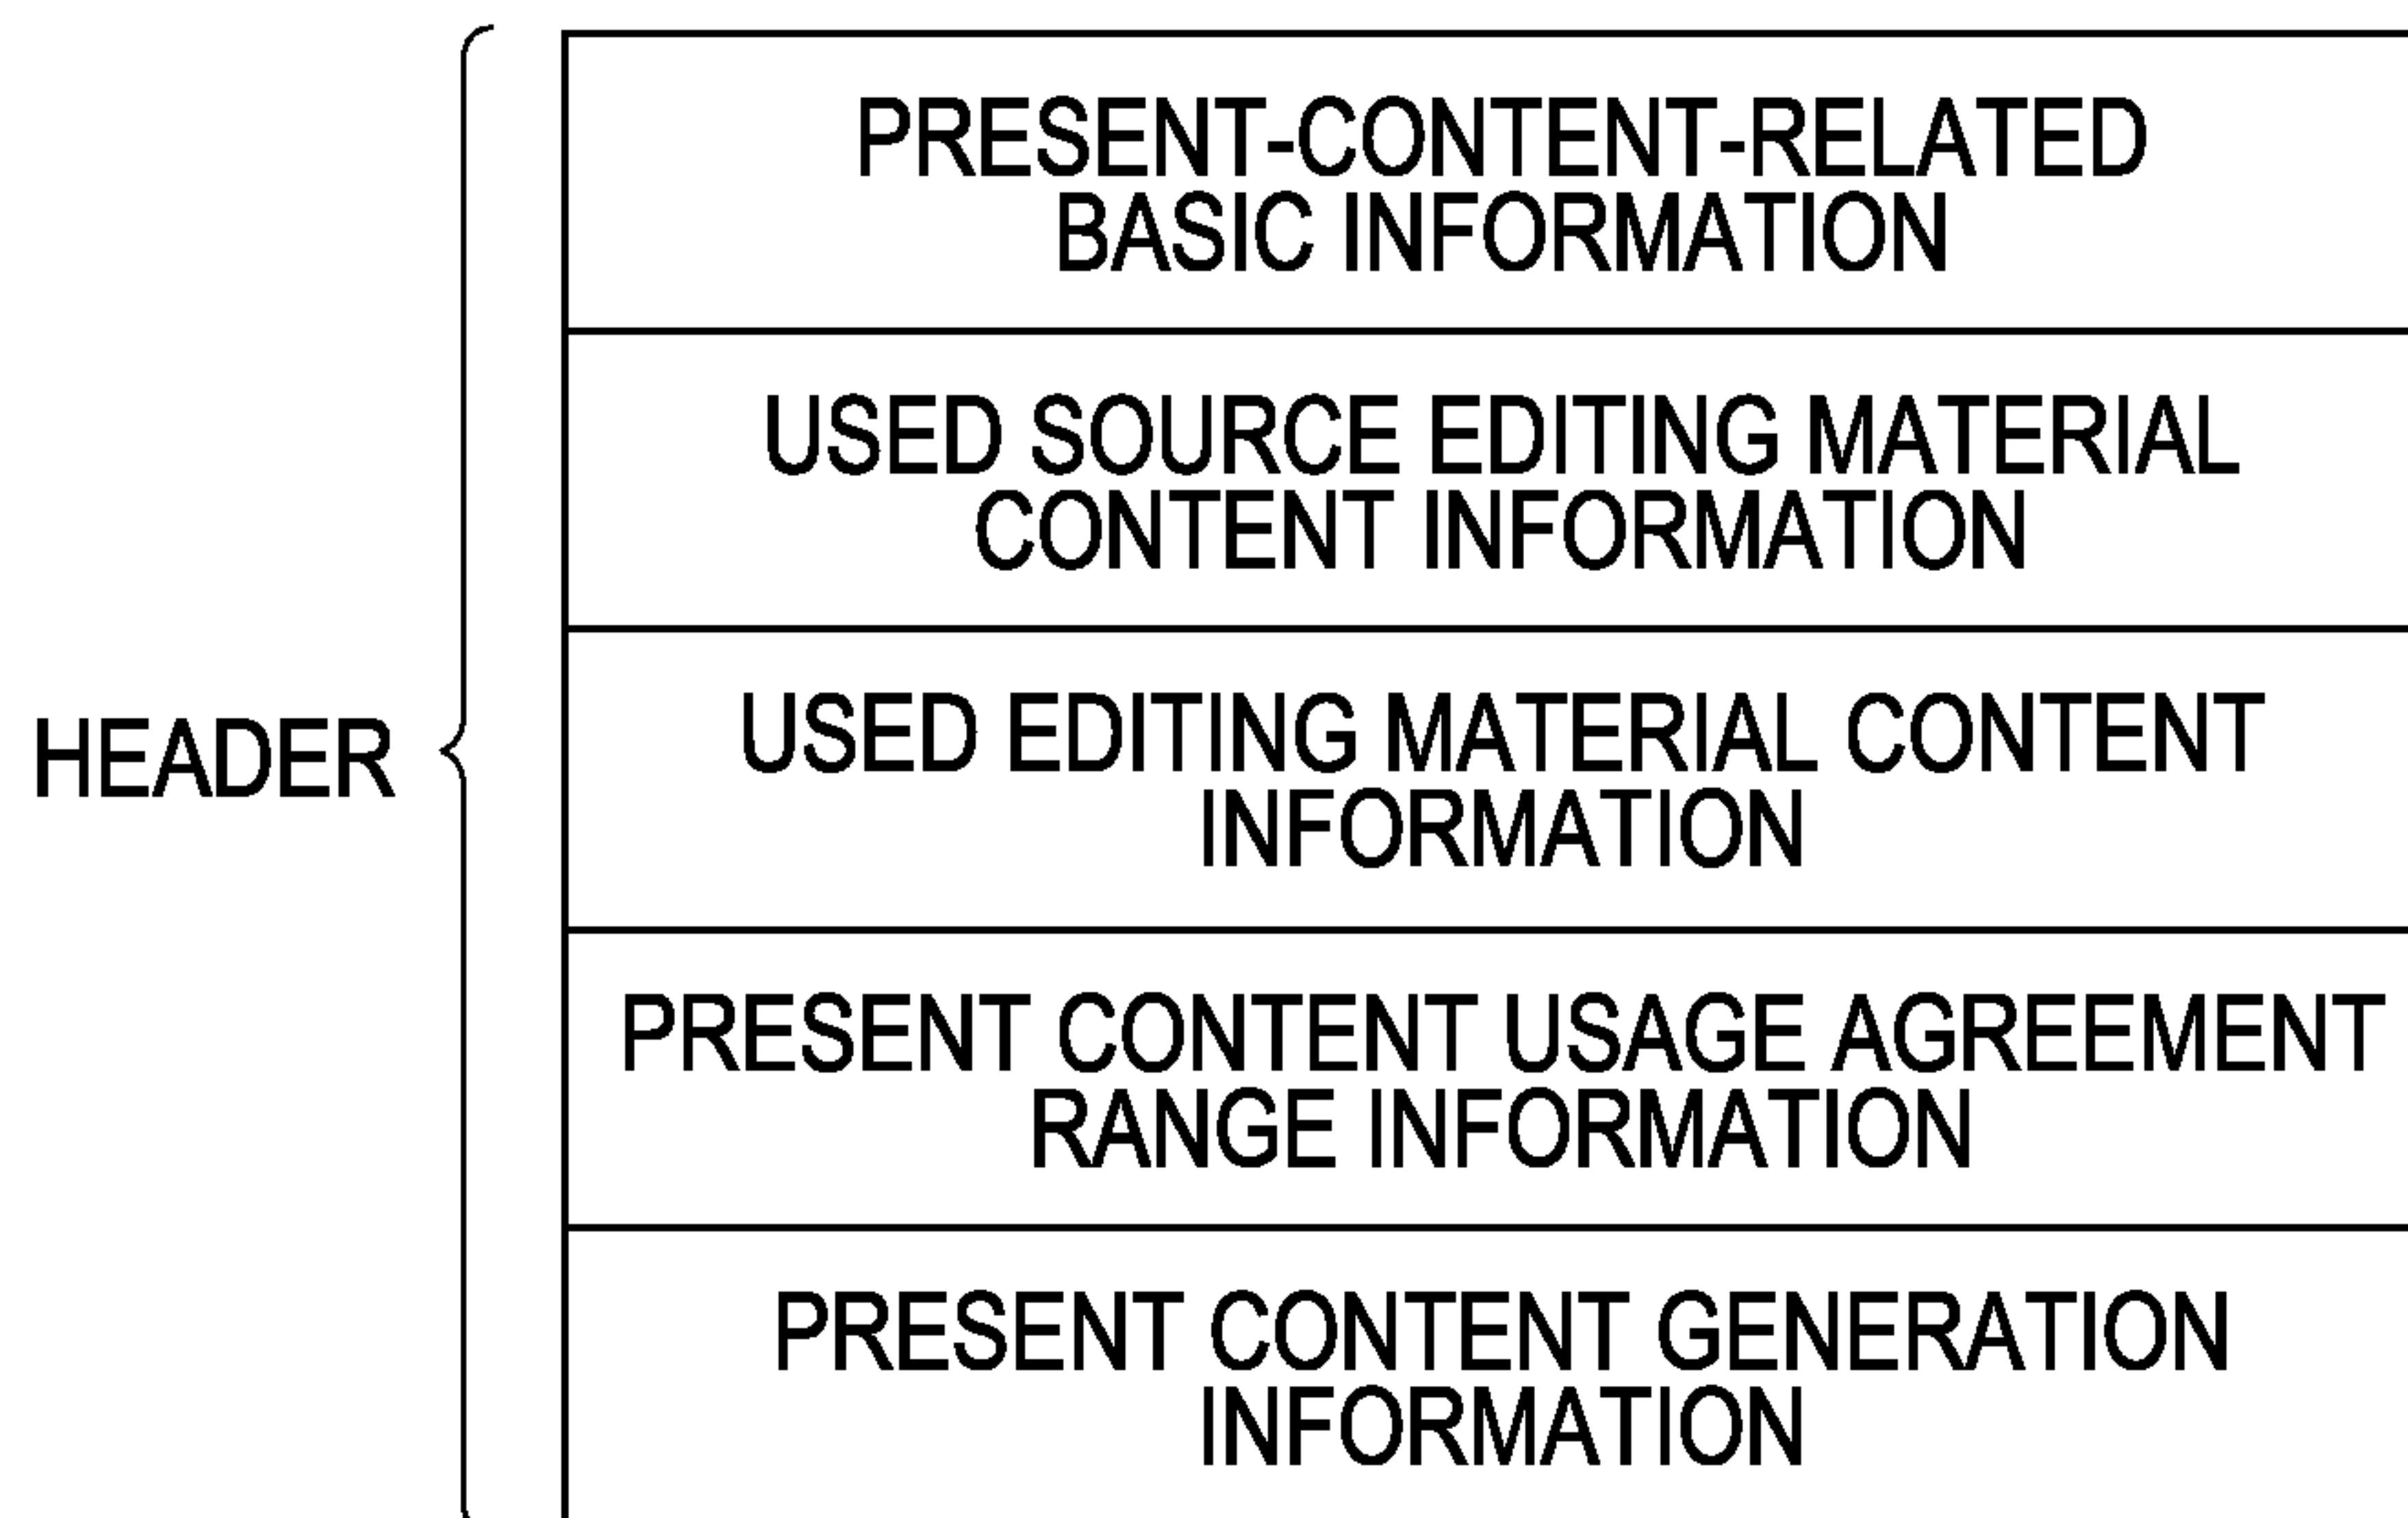 PRESENT-CONTENT-RELATED
BASIC INFORMATION
USED SOURCE EDITING MATERIAL
CONTENT INFORMATION
HEADER
USED EDITING MATERIAL CONTENT
INFORMATION
PRESENT CONTENT USAGE AGREEMENT
RANGE INFORMATION
PRESENT CONTENT GENERATION
INFORMATION